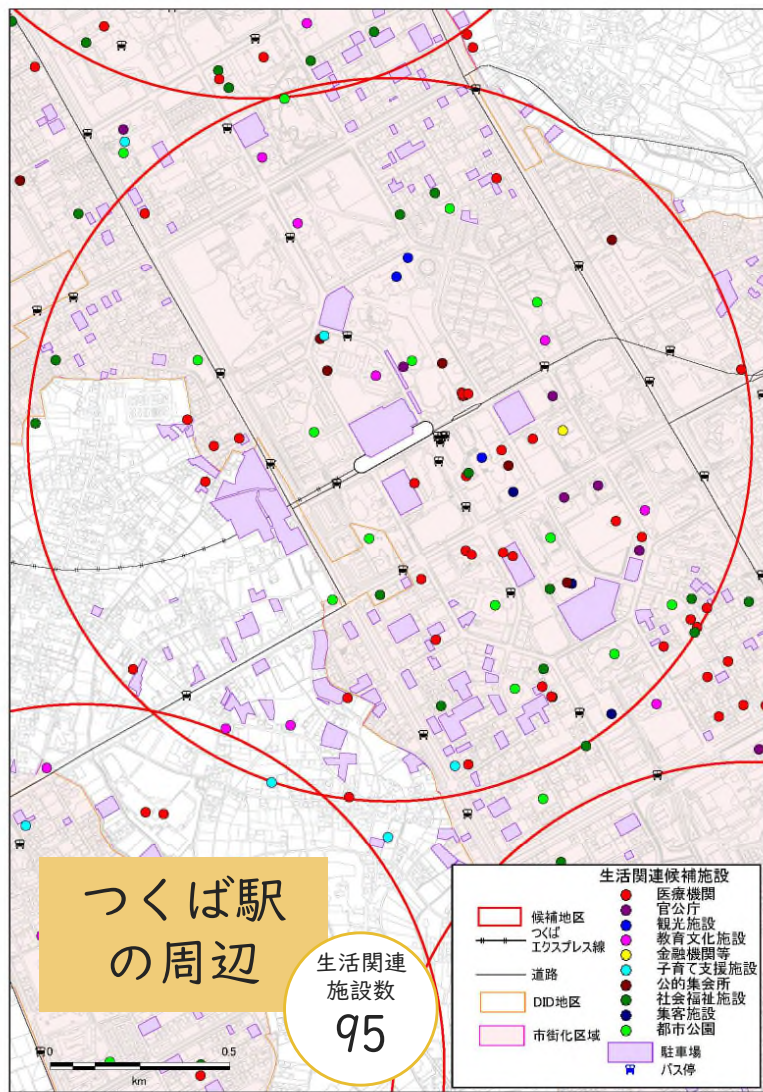 つくば駅
の周辺
生活関連
施設数
95
0
0.5
km
生活関連候補施設
候補地区
つくば
エクスプレス線
道路
DID地区
市街化区域
医療機関
官公庁
観光施設
教育文化施設
金融機関等
子育て支援施設
公的集会所
社会福祉施設
集客施設
都市公園
駐車場
バス停